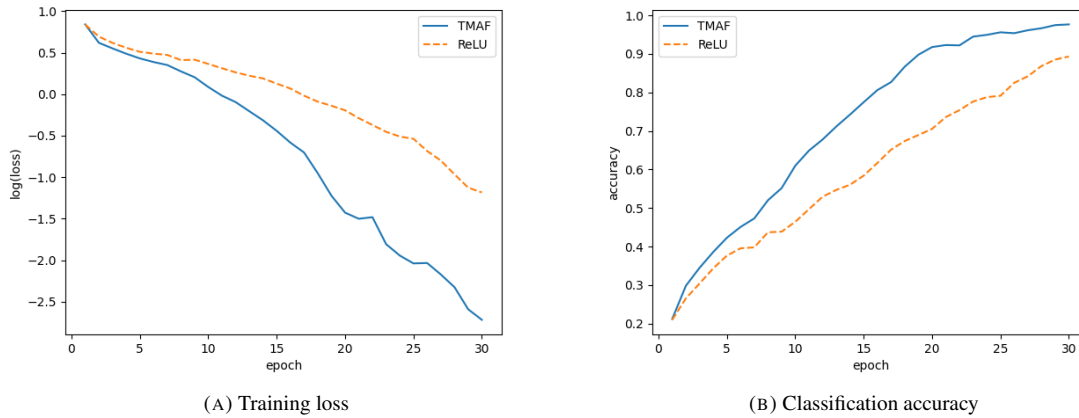 1.0
0.5
0.0
−0.5
−1.0
−1.5
−2.0
−2.5
log(loss)
0 5 10 15 20 25 30
epoch
TMAF
ReLU
(A) Training loss
1.0
0.9
0.8
0.7
0.6
0.5
0.4
0.3
0.2
accuracy
0 5 10 15 20 25 30
epoch
TMAF
ReLU
(B) Classification accuracy